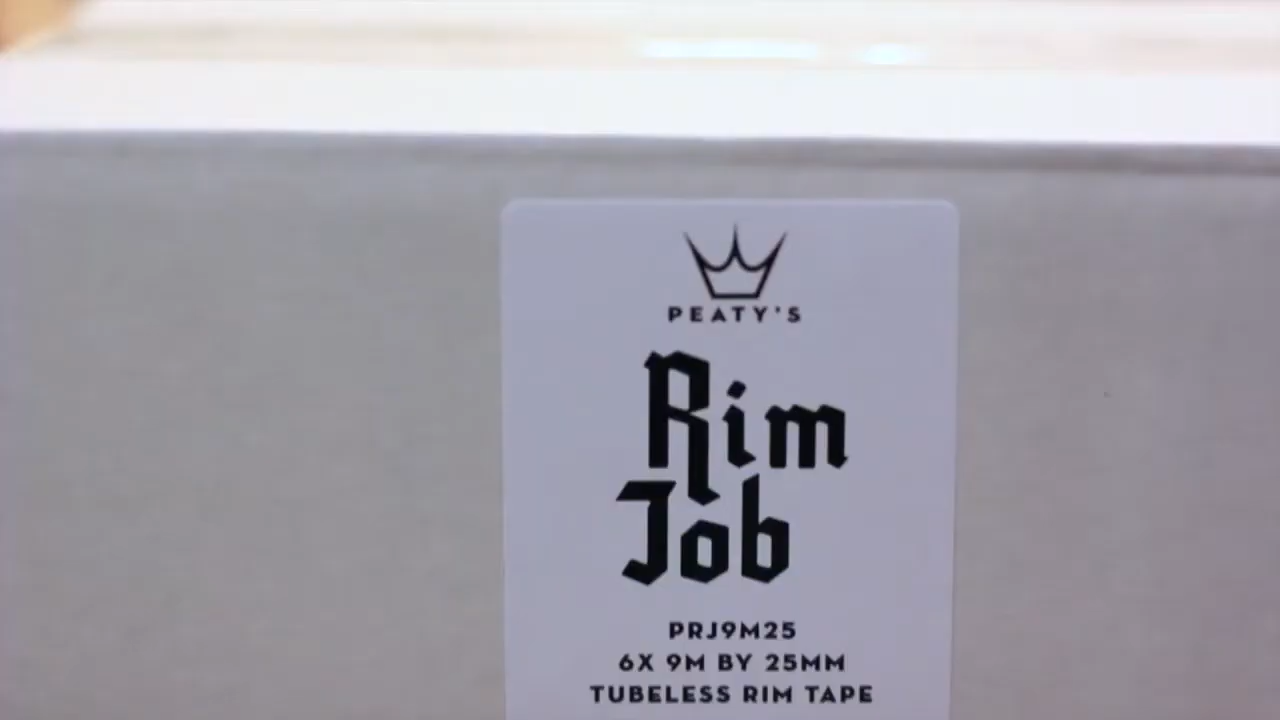 PEATY'S
Rim
Job
PRJ9M25
6X 9M BY 25MM
TUBELESS RIM TAPE